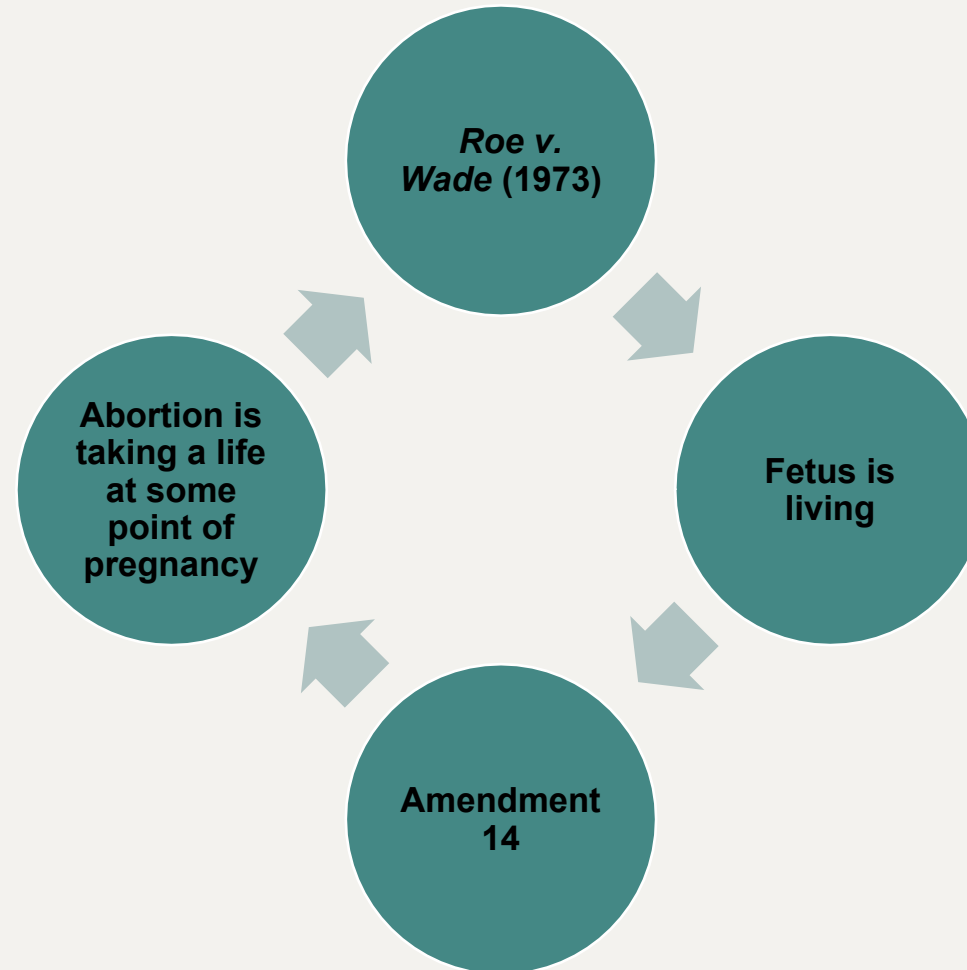 Roe v.
Wade (1973)
Fetus is
living
Amendment
14
Abortion is
taking a life
at some
point of
pregnancy